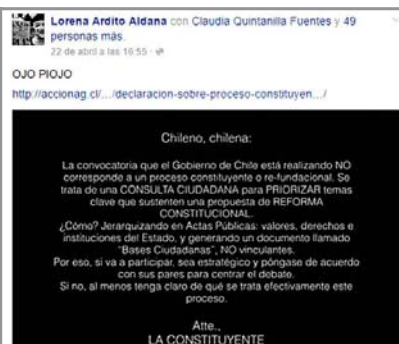 Lorena Ardito Aldana con Claudia Quintanilla Fuentes y 49
personas más.
22 de abril a las 16:55 ·
OJO PIOJO
http://accionag.cl/.../declaracion-sobre-proceso-constituyen.../
Chileno, chilena:
La convocatoria que el Gobierno de Chile está realizando NO
corresponde a un proceso constituyente o re-fundacional. Se
trata de una CONSULTA CIUDADANA para PRIORIZAR temas
clave que sustenten una propuesta de REFORMA
CONSTITUCIONAL.
¿Cómo? Jerarquizando en Actas Públicas: valores, derechos e
instituciones del Estado, y generando un documento llamado
"Bases Ciudadanas", NO vinculantes.
Por eso, si va a participar, sea estratégico y póngase de acuerdo
con sus pares para centrar el debate.
Si no, al menos tenga claro de qué se trata efectivamente este
proceso.
Atte.,
LA CONSTITUYENTE